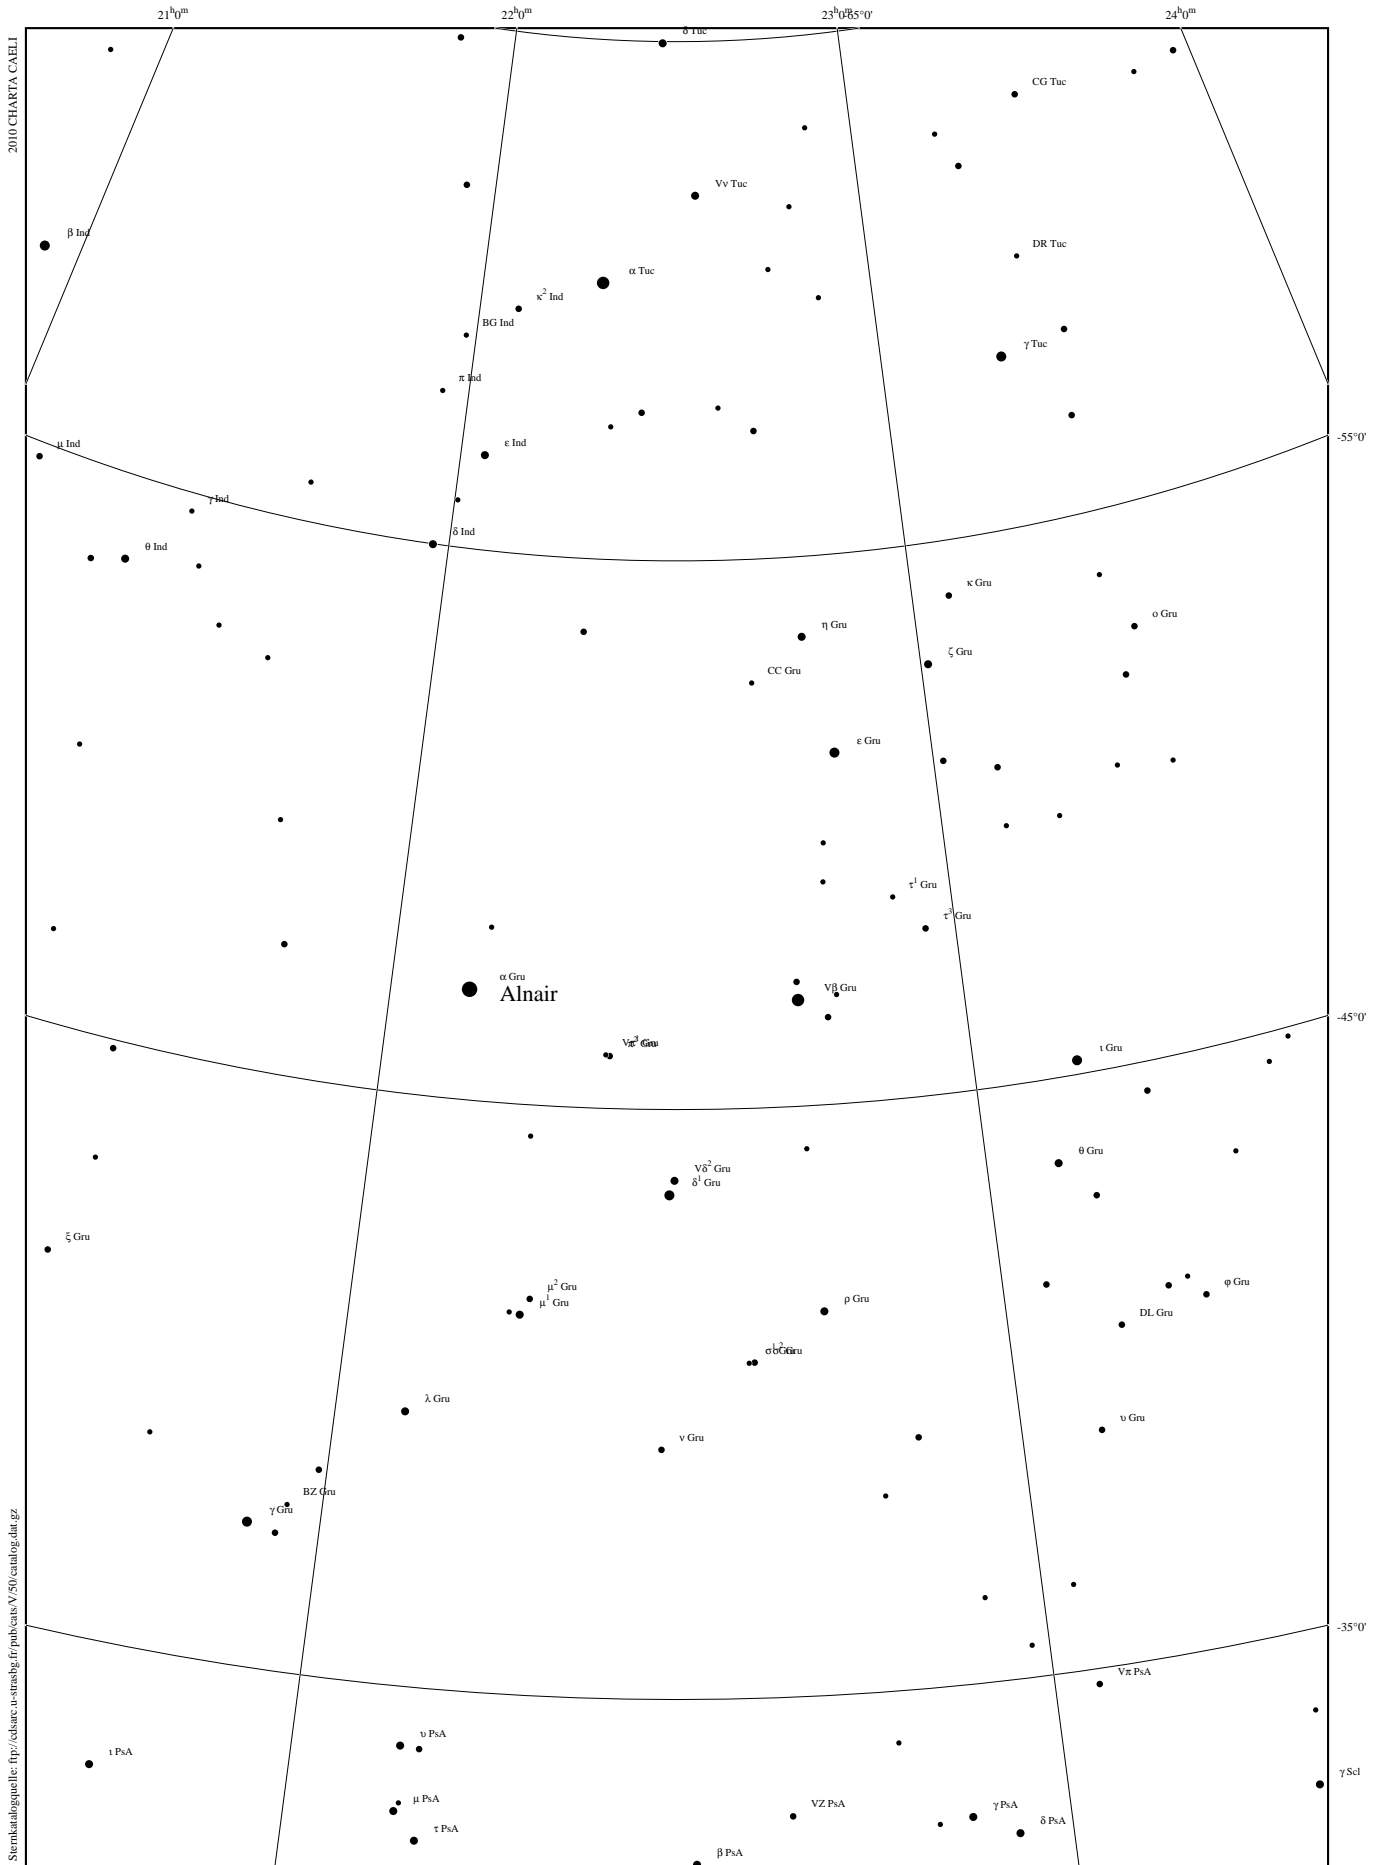 21ʰ0ᵐ 22ʰ0ᵐ 23ʰ0ᵐ -65°0' 24ʰ0ᵐ
2010 CHARTA CAELI
δ Tuc
CG Tuc
Vν Tuc
β Ind
DR Tuc
α Tuc
κ² Ind
BG Ind
γ Tuc
π Ind
-55°0'
μ Ind
ε Ind
γ Ind
δ Ind
θ Ind
κ Gru
ο Gru
η Gru
ζ Gru
CC Gru
ε Gru
τ¹ Gru
τ³ Gru
α Gru
Alnair
Vβ Gru
-45°0'
ι Gru
θ Gru
Vδ² Gru
δ¹ Gru
ξ Gru
μ² Gru
μ¹ Gru
φ Gru
ρ Gru
DL Gru
λ Gru
υ Gru
ν Gru
BZ Gru
γ Gru
-35°0'
Vπ PsA
υ PsA
ι PsA
γ Scl
μ PsA
VZ PsA
γ PsA
δ PsA
τ PsA
β PsA
Sternkatalogquelle: ftp://cdsarc.u-strasbg.fr/pub/cats/V/50/catalog.dat.gz